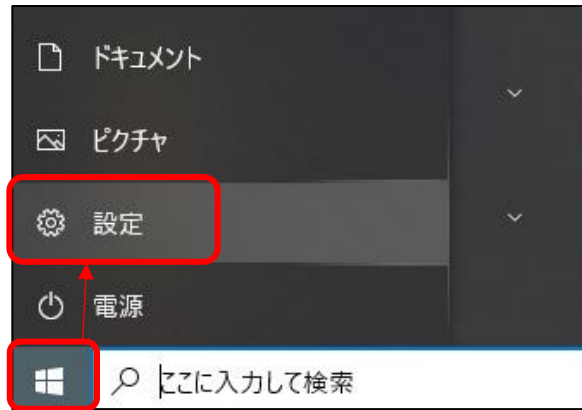 ドキュメント
ピクチャ
設定
電源
ここに入力して検索